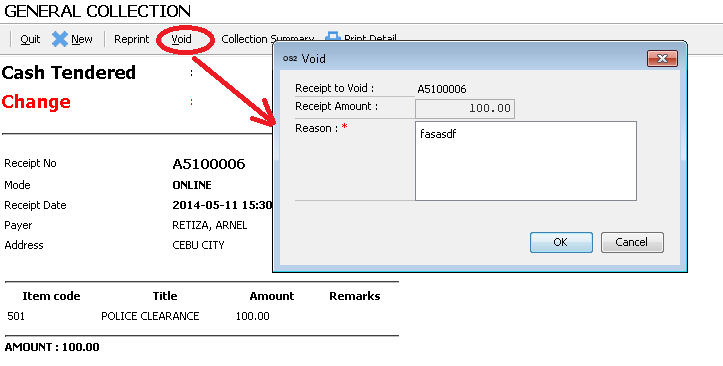 GENERAL COLLECTION
Quit New Reprint Void Collection Summary Print Detail
Cash Tendered :
Change :
Receipt No A5100006
Mode ONLINE
Receipt Date 2014-05-11 15:30
Payer RETIZA, ARNEL
Address CEBU CITY
Item code Title Amount Remarks
501 POLICE CLEARANCE 100.00
AMOUNT : 100.00
OS2 Void
Receipt to Void : A5100006
Receipt Amount : 100.00
Reason : *
fasasdf
OK Cancel